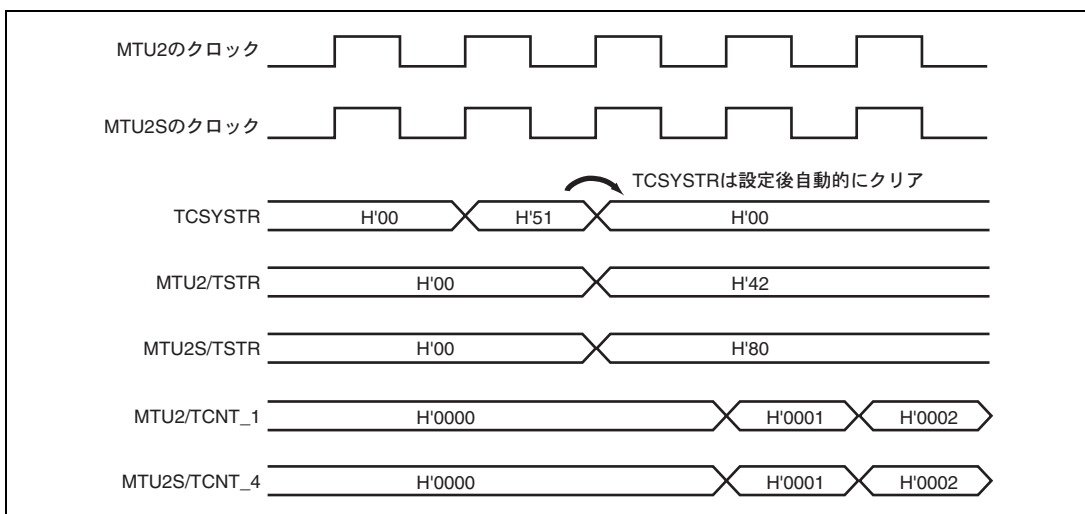 MTU2のクロック
MTU2Sのクロック
TCSYSTRは設定後自動的にクリア
TCSYSTR H'00 H'51 H'00
MTU2/TSTR H'00 H'42
MTU2S/TSTR H'00 H'80
MTU2/TCNT_1 H'0000 H'0001 H'0002
MTU2S/TCNT_4 H'0000 H'0001 H'0002